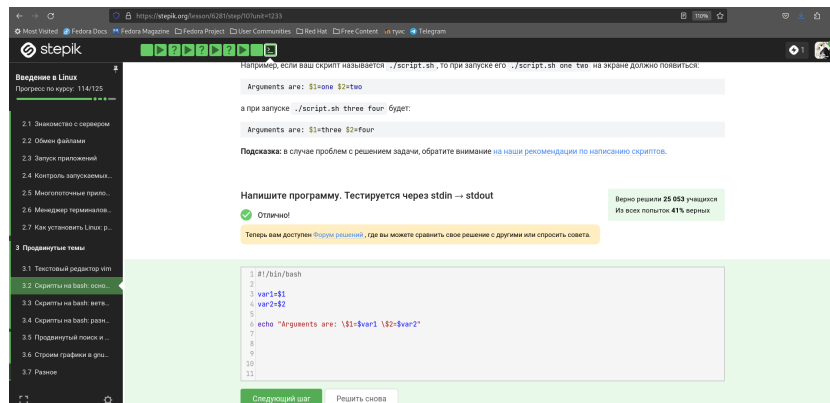 https://stepik.org/lesson/6281/step/10?unit=1233
110%
Most Visited Fedora Docs Fedora Magazine Fedora Project User Communities Red Hat Free Content тупис Telegram
stepik
1
Введение в Linux
Прогресс по курсу: 114/125
2.1 Знакомство с сервером
2.2 Обмен файлами
2.3 Запуск приложений
2.4 Контроль запускаемых...
2.5 Многопоточные прило...
2.6 Менеджер терминалов...
2.7 Как установить Linux: р...
3 Продвинутые темы
3.1 Текстовый редактор vim
3.2 Скрипты на bash: осно...
3.3 Скрипты на bash: ветв...
3.4 Скрипты на bash: разн...
3.5 Продвинутый поиск и ...
3.6 Строим графики в gnu...
3.7 Разное
Например, если ваш скрипт называется ./script.sh , то при запуске его ./script.sh one two на экране должно появиться:
Arguments are: $1=one $2=two
а при запуске ./script.sh three four будет:
Arguments are: $1=three $2=four
Подсказка: в случае проблем с решением задачи, обратите внимание на наши рекомендации по написанию скриптов.
Напишите программу. Тестируется через stdin → stdout
Отлично!
Теперь вам доступен Форум решений, где вы можете сравнить свое решение с другими или спросить совета.
Верно решили 25 053 учащихся
Из всех попыток 41% верных
1 #!/bin/bash
2
3 var1=$1
4 var2=$2
5
6 echo "Arguments are: \$1=$var1 \$2=$var2"
7
8
9
10
11
Следующий шаг Решить снова